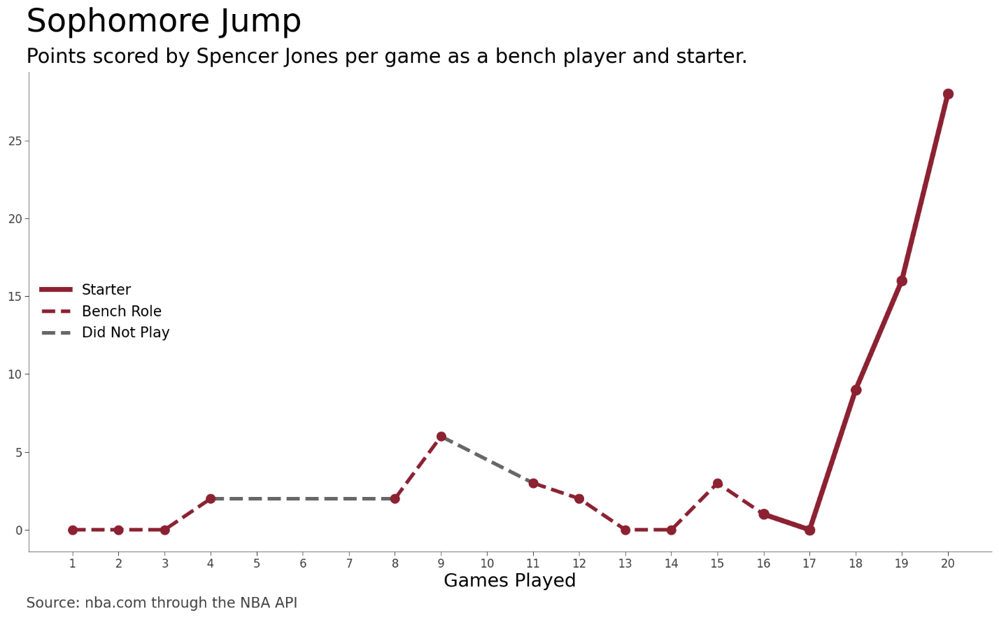 Sophomore Jump
Points scored by Spencer Jones per game as a bench player and starter.
25
20
15
10
5
0
Starter
Bench Role
Did Not Play
1 2 3 4 5 6 7 8 9 10 11 12 13 14 15 16 17 18 19 20
Games Played
Source: nba.com through the NBA API